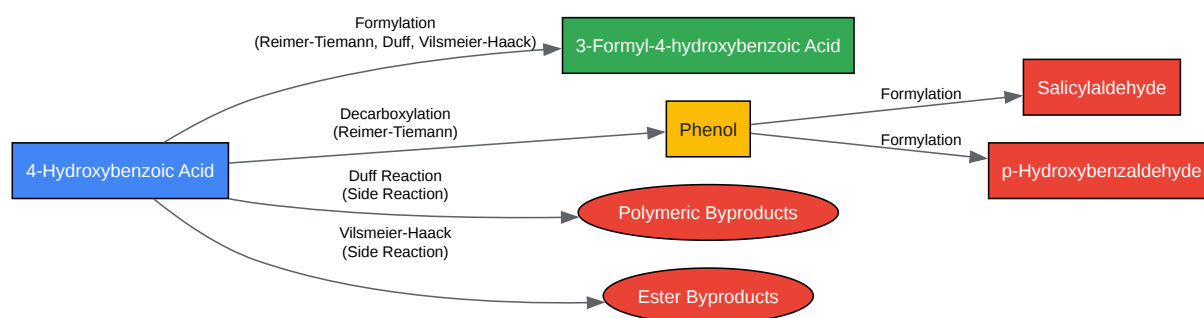 Formylation
(Reimer-Tiemann, Duff, Vilsmeier-Haack)
3-Formyl-4-hydroxybenzoic Acid
Salicylaldehyde
Formylation
Decarboxylation
(Reimer-Tiemann)
Phenol
Formylation
4-Hydroxybenzoic Acid
p-Hydroxybenzaldehyde
Duff Reaction
(Side Reaction)
Polymeric Byproducts
Vilsmeier-Haack
(Side Reaction)
Ester Byproducts